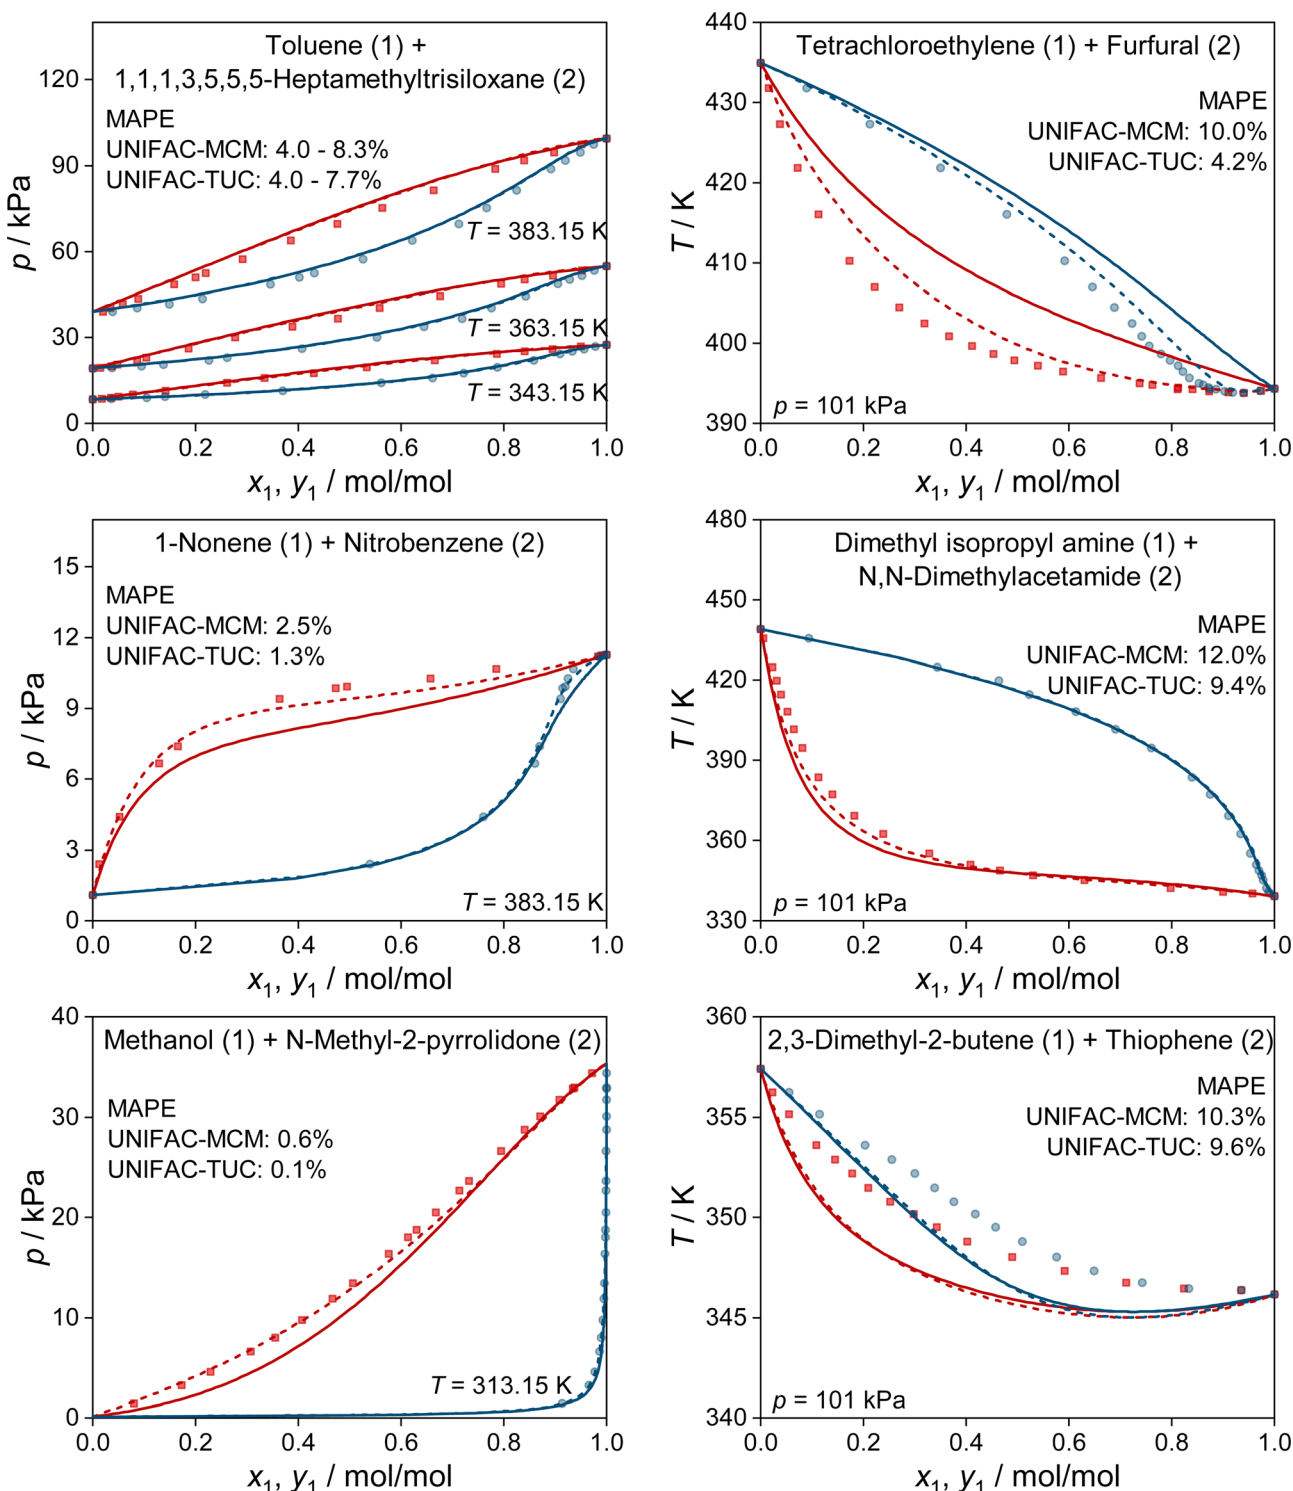 Toluene (1) +
1,1,1,3,5,5,5-Heptamethyltrisiloxane (2)
MAPE
UNIFAC-MCM: 4.0 - 8.3%
UNIFAC-TUC: 4.0 - 7.7%
T = 383.15 K
T = 363.15 K
T = 343.15 K
p / kPa
120
90
60
30
0
0.0 0.2 0.4 0.6 0.8 1.0
x1, y1 / mol/mol
Tetrachloroethylene (1) + Furfural (2)
MAPE
UNIFAC-MCM: 10.0%
UNIFAC-TUC: 4.2%
p = 101 kPa
T / K
440
430
420
410
400
390
0.0 0.2 0.4 0.6 0.8 1.0
x1, y1 / mol/mol
1-Nonene (1) + Nitrobenzene (2)
MAPE
UNIFAC-MCM: 2.5%
UNIFAC-TUC: 1.3%
T = 383.15 K
p / kPa
15
12
9
6
3
0
0.0 0.2 0.4 0.6 0.8 1.0
x1, y1 / mol/mol
Dimethyl isopropyl amine (1) +
N,N-Dimethylacetamide (2)
MAPE
UNIFAC-MCM: 12.0%
UNIFAC-TUC: 9.4%
p = 101 kPa
T / K
480
450
420
390
360
330
0.0 0.2 0.4 0.6 0.8 1.0
x1, y1 / mol/mol
Methanol (1) + N-Methyl-2-pyrrolidone (2)
MAPE
UNIFAC-MCM: 0.6%
UNIFAC-TUC: 0.1%
T = 313.15 K
p / kPa
40
30
20
10
0
0.0 0.2 0.4 0.6 0.8 1.0
x1, y1 / mol/mol
2,3-Dimethyl-2-butene (1) + Thiophene (2)
MAPE
UNIFAC-MCM: 10.3%
UNIFAC-TUC: 9.6%
p = 101 kPa
T / K
360
355
350
345
340
0.0 0.2 0.4 0.6 0.8 1.0
x1, y1 / mol/mol